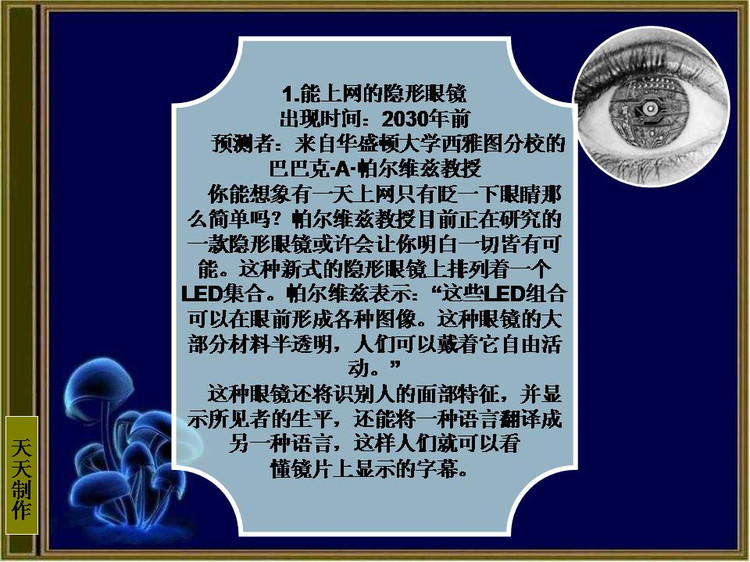 1.能上网的隐形眼镜
出现时间：2030年前
预测者：来自华盛顿大学西雅图分校的
巴巴克·A·帕尔维兹教授
你能想象有一天上网只有眨一下眼睛那
么简单吗？帕尔维兹教授目前正在研究的
一款隐形眼镜或许会让你明白一切皆有可
能。这种新式的隐形眼镜上排列着一个
LED集合。帕尔维兹表示：“这些LED组合
可以在眼前形成各种图像。这种眼镜的大
部分材料半透明，人们可以戴着它自由活
动。”
这种眼镜还将识别人的面部特征，并显
示所见者的生平，还能将一种语言翻译成
另一种语言，这样人们就可以看
懂镜片上显示的字幕。
天天制作